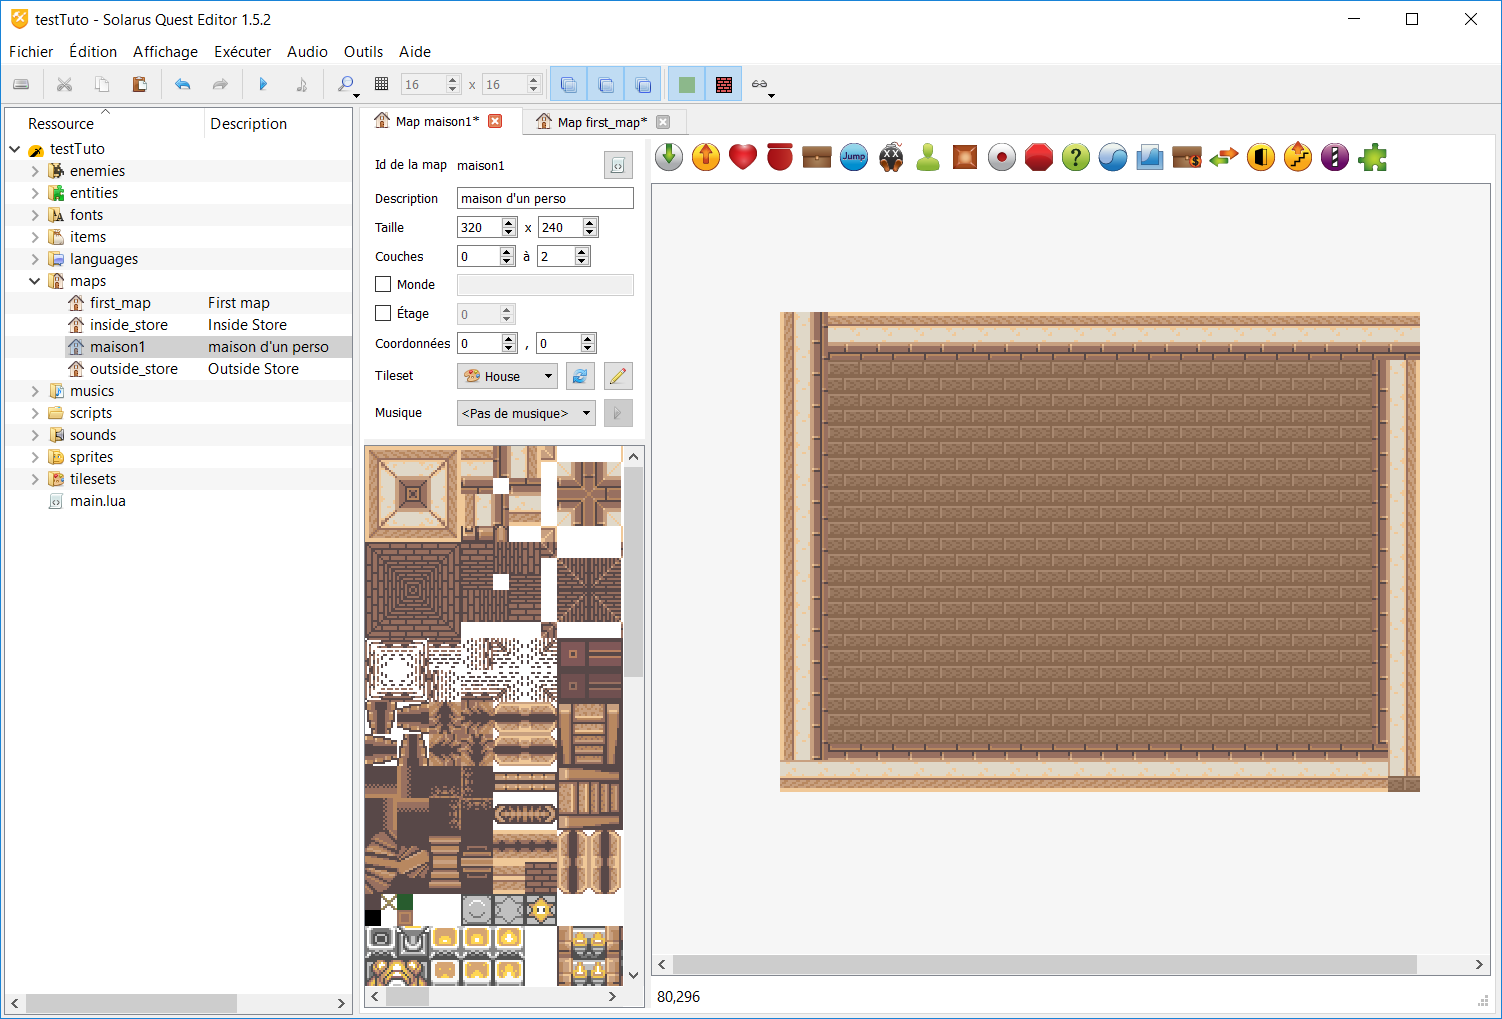 testTuto - Solarus Quest Editor 1.5.2
Fichier Édition Affichage Exécuter Audio Outils Aide
16 x 16
Ressource Description
testTuto
enemies
entities
fonts
items
languages
maps
first_map First map
inside_store Inside Store
maison1 maison d'un perso
outside_store Outside Store
musics
scripts
sounds
sprites
tilesets
main.lua
Map maison1* Map first_map*
Id de la map maison1
Description maison d'un perso
Taille 320 x 240
Couches 0 à 2
Monde
Étage 0
Coordonnées 0 , 0
Tileset House
Musique <Pas de musique>
Jump ? $
80,296